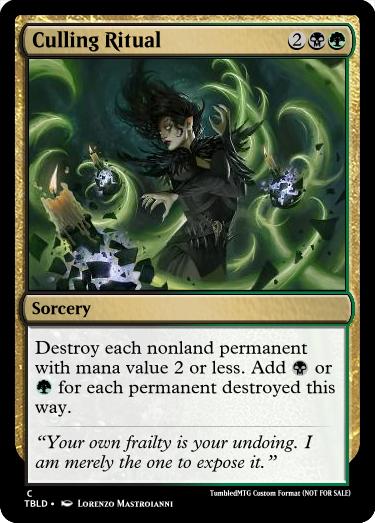 Culling Ritual 2
Sorcery
Destroy each nonland permanent
with mana value 2 or less. Add or
for each permanent destroyed this
way.
“Your own frailty is your undoing. I
am merely the one to expose it.”
C
TBLD • Lorenzo Mastroianni
TumbledMTG Custom Format (NOT FOR SALE)